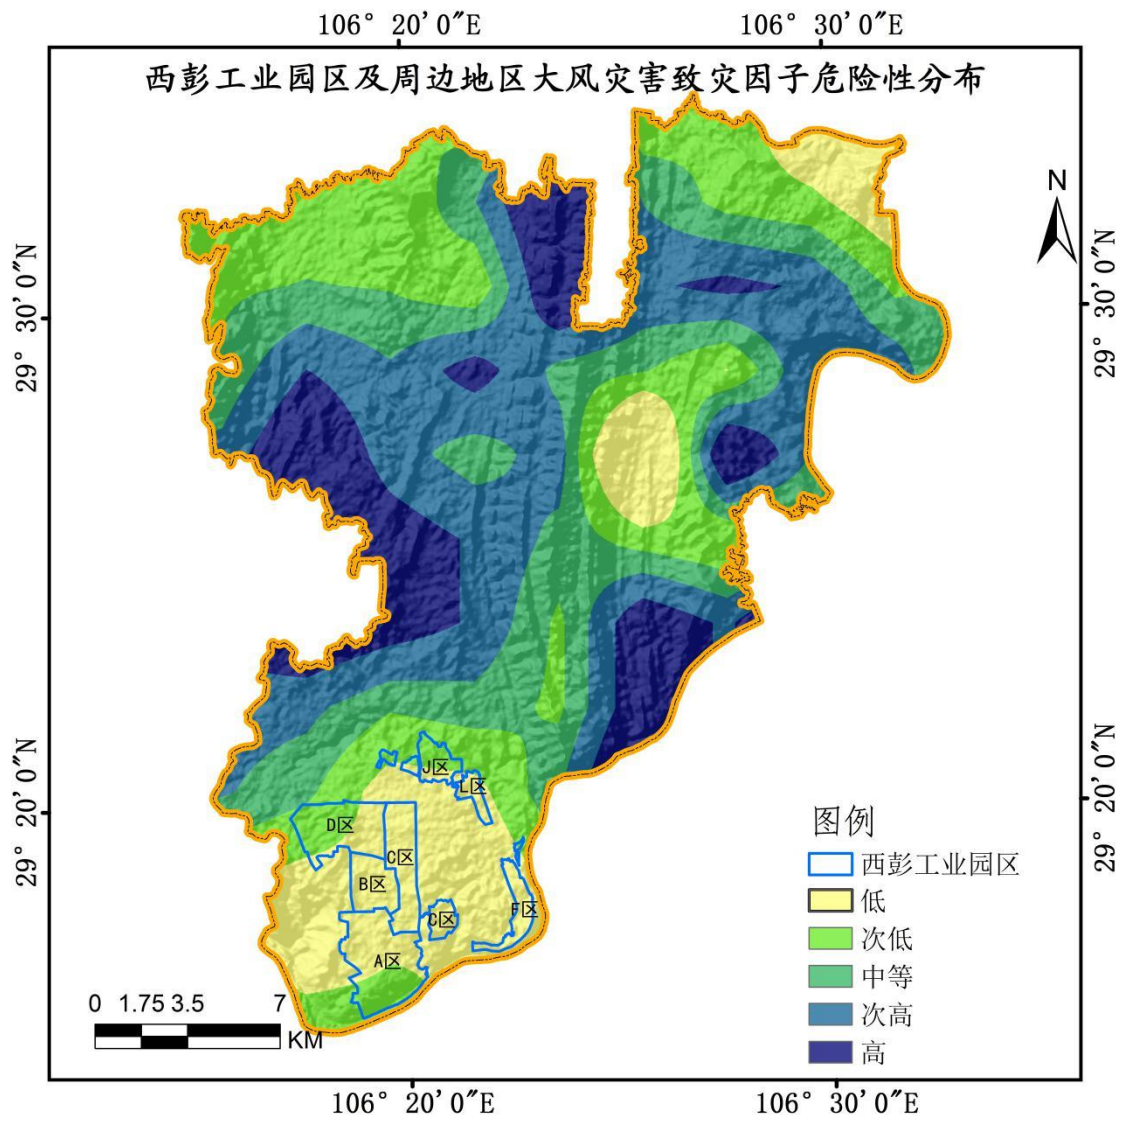 106° 20′ 0″E
106° 30′ 0″E
西彭工业园区及周边地区大风灾害致灾因子危险性分布
N
29° 30′ 0″N
29° 30′ 0″N
29° 20′ 0″N
29° 20′ 0″N
J区
L区
D区
C区
B区
C区
F区
A区
图例
西彭工业园区
低
次低
中等
次高
高
0 1.75 3.5 7
KM
106° 20′ 0″E
106° 30′ 0″E